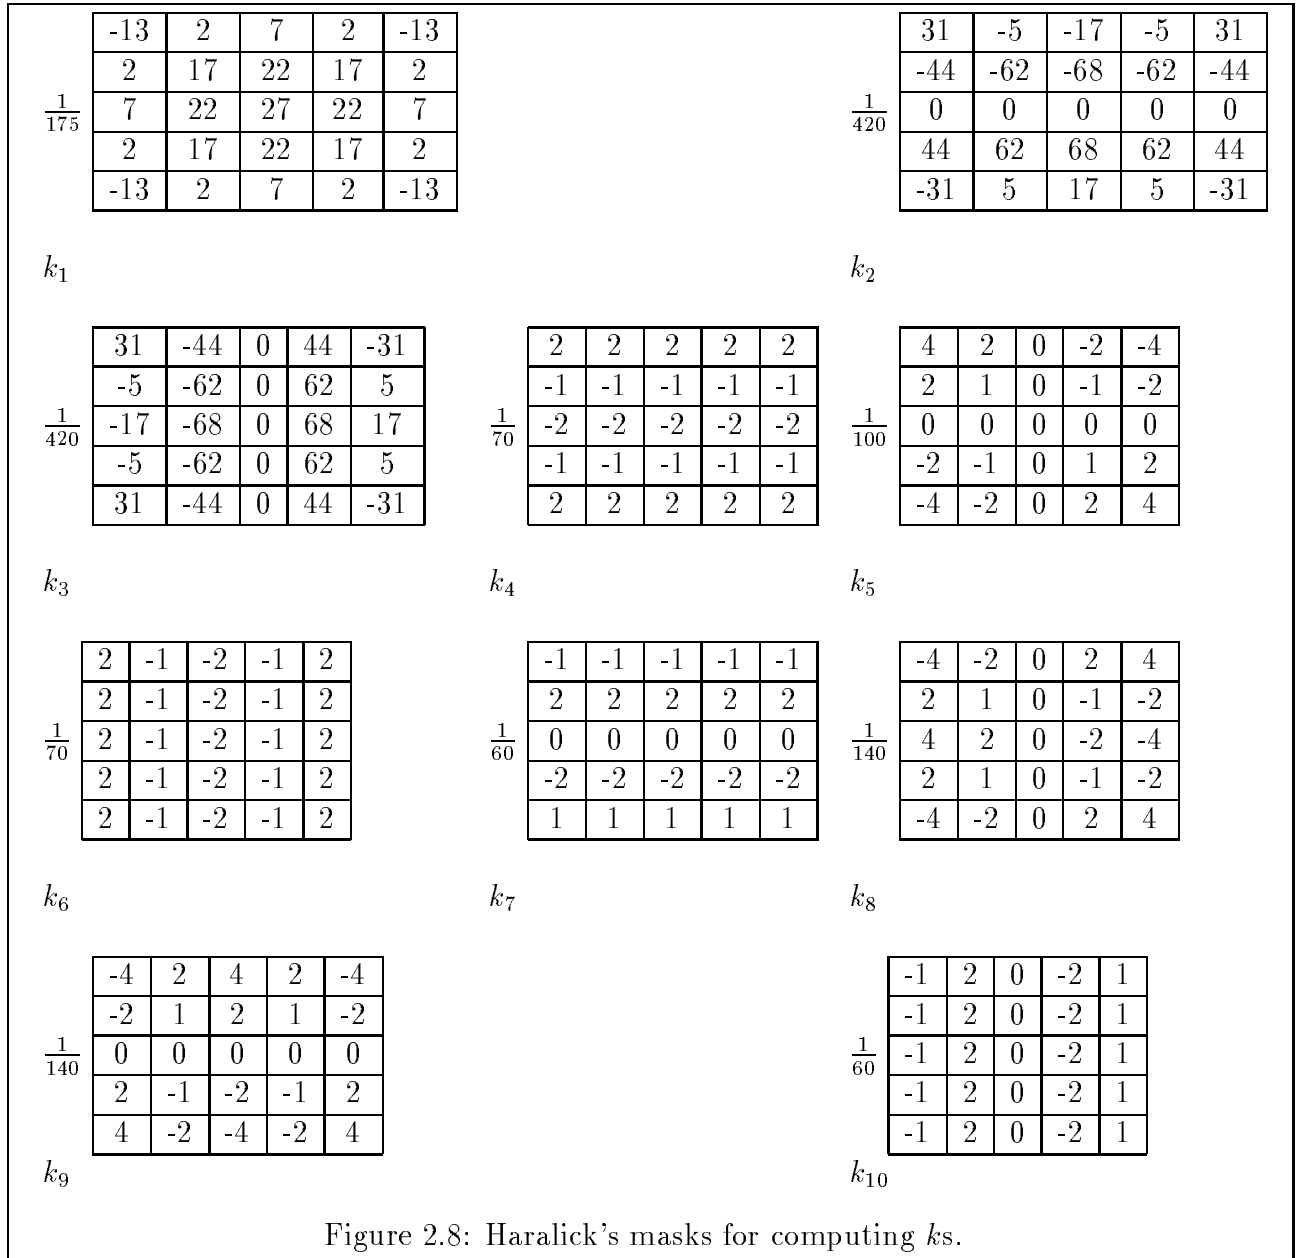 -13 2 7 2 -13
2 17 22 17 2
1/175 7 22 27 22 7
2 17 22 17 2
-13 2 7 2 -13
k1
31 -5 -17 -5 31
-44 -62 -68 -62 -44
1/420 0 0 0 0 0
44 62 68 62 44
-31 5 17 5 -31
k2
31 -44 0 44 -31
-5 -62 0 62 5
1/420 -17 -68 0 68 17
-5 -62 0 62 5
31 -44 0 44 -31
k3
2 2 2 2 2
-1 -1 -1 -1 -1
1/70 -2 -2 -2 -2 -2
-1 -1 -1 -1 -1
2 2 2 2 2
k4
4 2 0 -2 -4
2 1 0 -1 -2
1/100 0 0 0 0 0
-2 -1 0 1 2
-4 -2 0 2 4
k5
2 -1 -2 -1 2
2 -1 -2 -1 2
1/70 2 -1 -2 -1 2
2 -1 -2 -1 2
2 -1 -2 -1 2
k6
-1 -1 -1 -1 -1
2 2 2 2 2
1/60 0 0 0 0 0
-2 -2 -2 -2 -2
1 1 1 1 1
k7
-4 -2 0 2 4
2 1 0 -1 -2
1/140 4 2 0 -2 -4
2 1 0 -1 -2
-4 -2 0 2 4
k8
-4 2 4 2 -4
-2 1 2 1 -2
1/140 0 0 0 0 0
2 -1 -2 -1 2
4 -2 -4 -2 4
k9
-1 2 0 -2 1
-1 2 0 -2 1
1/60 -1 2 0 -2 1
-1 2 0 -2 1
-1 2 0 -2 1
k10
Figure 2.8: Haralick's masks for computing ks.